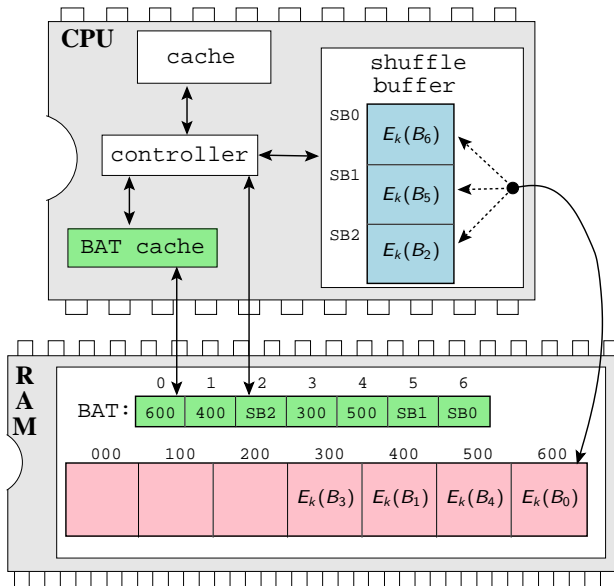 CPU
cache
controller
BAT cache
shuffle
buffer
SB0 E_k(B_6)
SB1 E_k(B_5)
SB2 E_k(B_2)
RAM
0 1 2 3 4 5 6
BAT: 600 400 SB2 300 500 SB1 SB0
000 100 200 300 400 500 600
E_k(B_3) E_k(B_1) E_k(B_4) E_k(B_0)